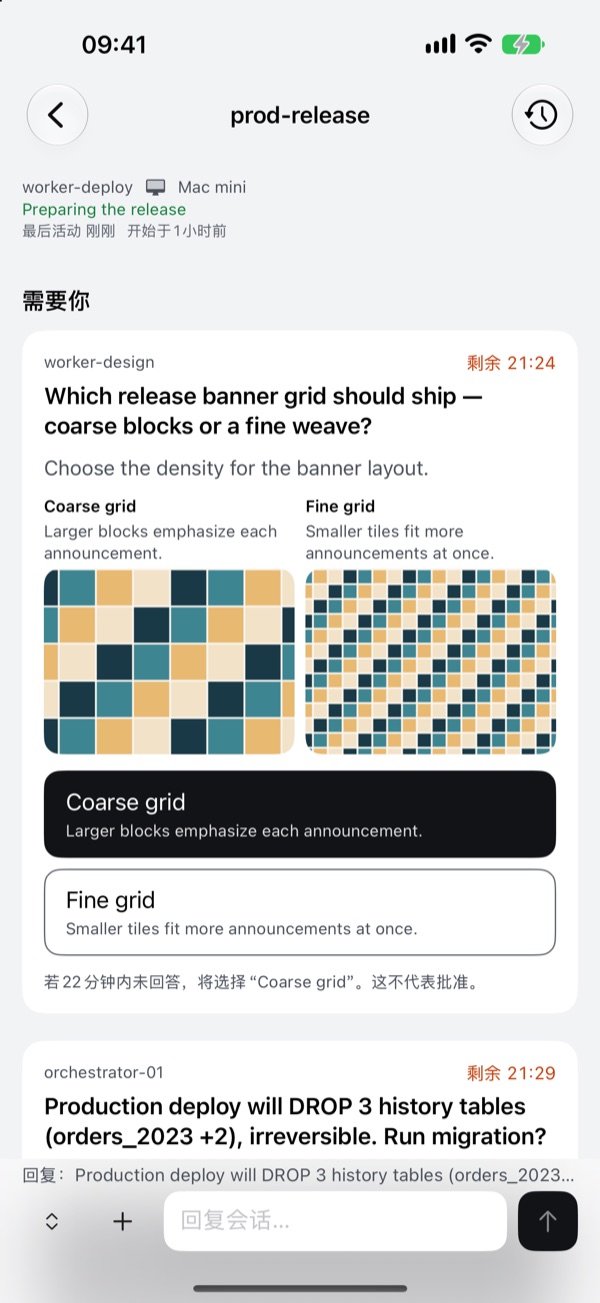 09:41
prod-release
worker-deploy Mac mini
Preparing the release
最后活动 刚刚 开始于1小时前
需要你
worker-design
剩余 21:24
Which release banner grid should ship —
coarse blocks or a fine weave?
Choose the density for the banner layout.
Coarse grid
Larger blocks emphasize each
announcement.
Fine grid
Smaller tiles fit more
announcements at once.
Coarse grid
Larger blocks emphasize each announcement.
Fine grid
Smaller tiles fit more announcements at once.
若22分钟内未回答，将选择“Coarse grid”。这不代表批准。
orchestrator-01
剩余 21:29
Production deploy will DROP 3 history tables
(orders_2023 +2), irreversible. Run migration?
回复：Production deploy will DROP 3 history tables (orders_2023...
回复会话...